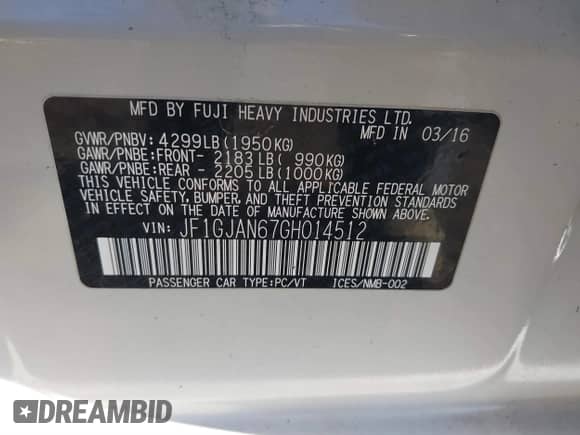 MFD BY FUJI HEAVY INDUSTRIES LTD.
MFD IN 03/16
GVWR/PNBV: 4299LB(1950KG)
GAWR/PNBE:FRONT- 2183LB( 990KG)
GAWR/PNBE:REAR - 2205LB(1000KG)
THIS VEHICLE CONFORMS TO ALL APPLICABLE FEDERAL MOTOR
VEHICLE SAFETY, BUMPER, AND THEFT PREVENTION STANDARDS
IN EFFECT ON THE DATE OF MANUFACTURE SHOWN ABOVE.
VIN: JF1GJAN67GH014512
PASSENGER CAR TYPE:PC/VT ICES/NMB-002
DREAMBID